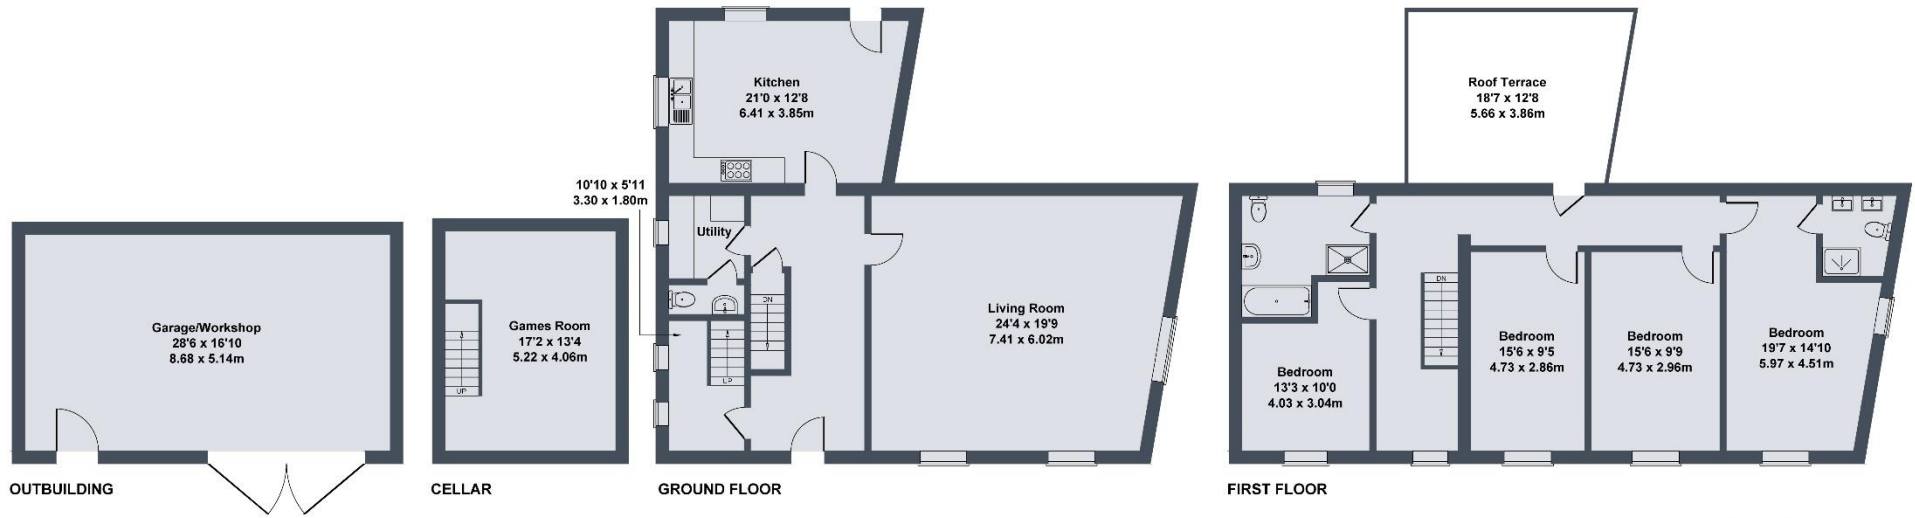 Garage/Workshop
28'6 x 16'10
8.68 x 5.14m
OUTBUILDING
Games Room
17'2 x 13'4
5.22 x 4.06m
UP
CELLAR
Kitchen
21'0 x 12'8
6.41 x 3.85m
10'10 x 5'11
3.30 x 1.80m
Utility
DN
UP
Living Room
24'4 x 19'9
7.41 x 6.02m
GROUND FLOOR
Roof Terrace
18'7 x 12'8
5.66 x 3.86m
DN
Bedroom
13'3 x 10'0
4.03 x 3.04m
Bedroom
15'6 x 9'5
4.73 x 2.86m
Bedroom
15'6 x 9'9
4.73 x 2.96m
Bedroom
19'7 x 14'10
5.97 x 4.51m
FIRST FLOOR